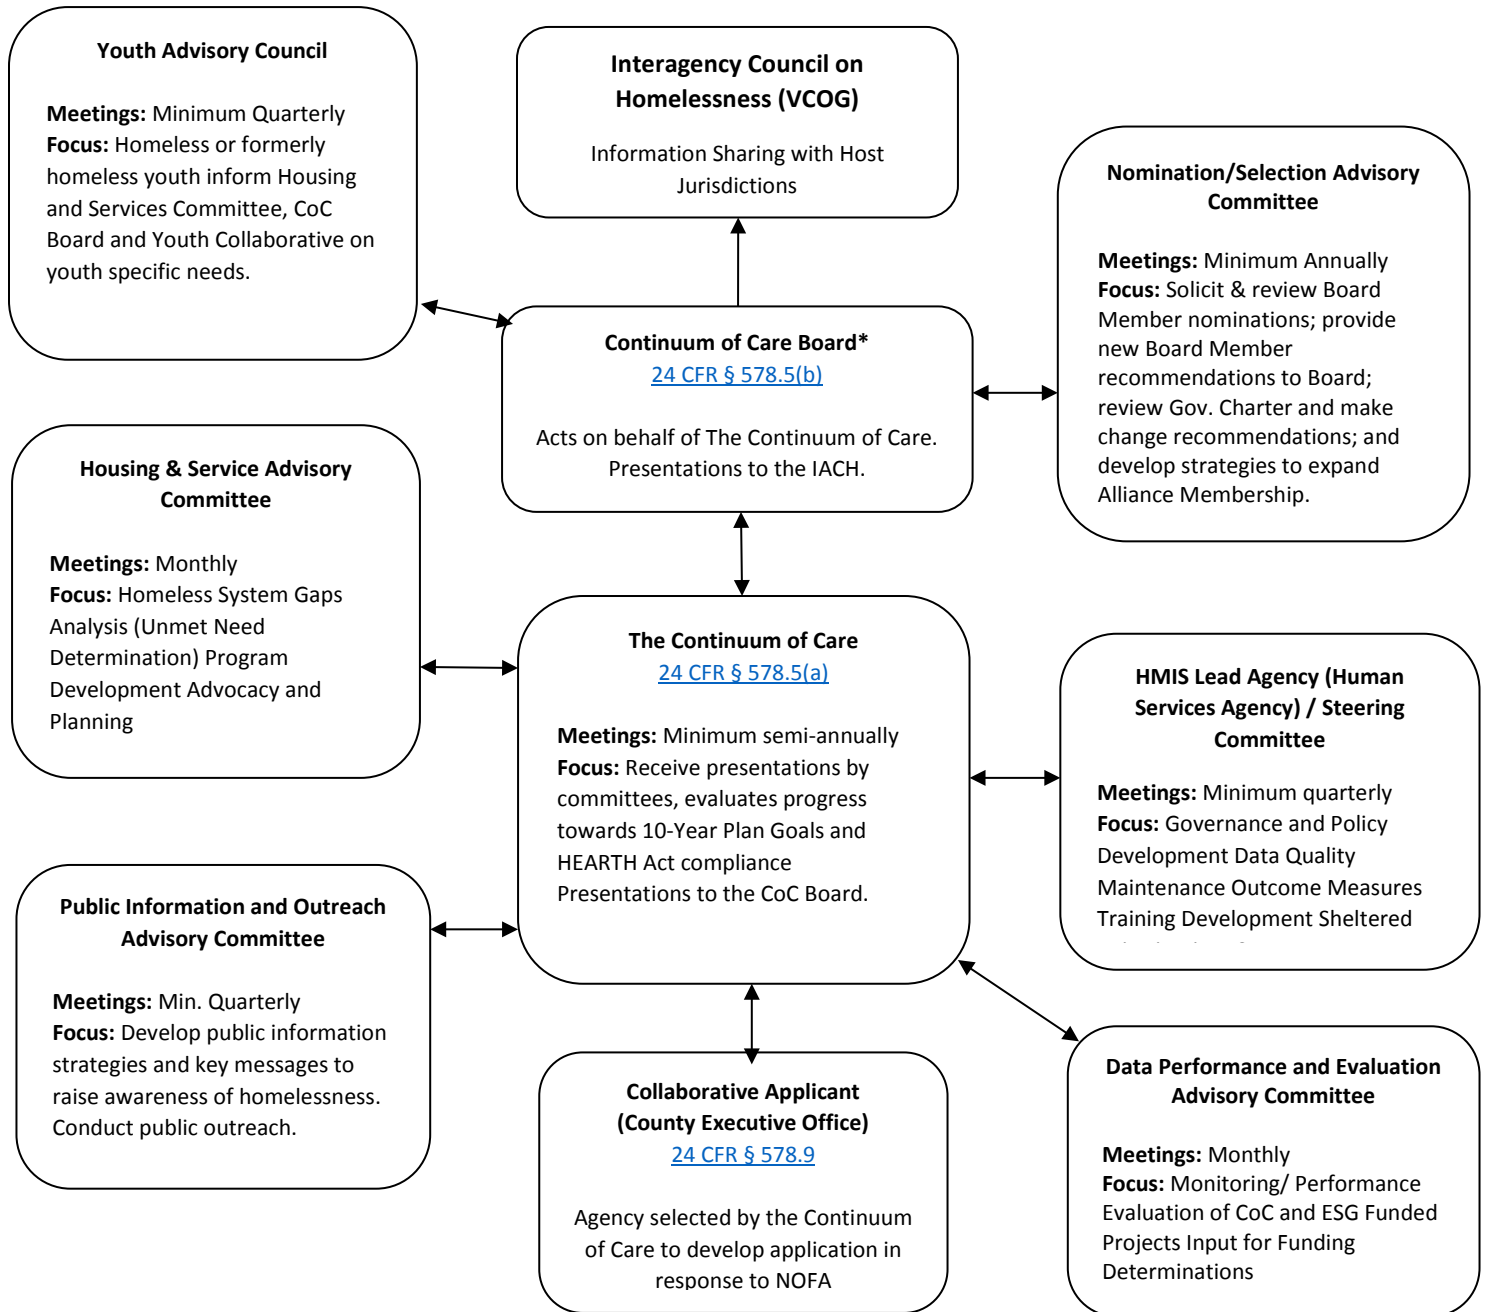 Youth Advisory Council
Meetings: Minimum Quarterly
Focus: Homeless or formerly
homeless youth inform Housing
and Services Committee, CoC
Board and Youth Collaborative on
youth specific needs.
Interagency Council on
Homelessness (VCOG)
Information Sharing with Host
Jurisdictions
Nomination/Selection Advisory
Committee
Meetings: Minimum Annually
Focus: Solicit & review Board
Member nominations; provide
new Board Member
recommendations to Board;
review Gov. Charter and make
change recommendations; and
develop strategies to expand
Alliance Membership.
Continuum of Care Board*
24 CFR § 578.5(b)
Acts on behalf of The Continuum of Care.
Presentations to the IACH.
Housing & Service Advisory
Committee
Meetings: Monthly
Focus: Homeless System Gaps
Analysis (Unmet Need
Determination) Program
Development Advocacy and
Planning
The Continuum of Care
24 CFR § 578.5(a)
Meetings: Minimum semi-annually
Focus: Receive presentations by
committees, evaluates progress
towards 10-Year Plan Goals and
HEARTH Act compliance
Presentations to the CoC Board.
HMIS Lead Agency (Human
Services Agency) / Steering
Committee
Meetings: Minimum quarterly
Focus: Governance and Policy
Development Data Quality
Maintenance Outcome Measures
Training Development Sheltered
Public Information and Outreach
Advisory Committee
Meetings: Min. Quarterly
Focus: Develop public information
strategies and key messages to
raise awareness of homelessness.
Conduct public outreach.
Collaborative Applicant
(County Executive Office)
24 CFR § 578.9
Agency selected by the Continuum
of Care to develop application in
response to NOFA
Data Performance and Evaluation
Advisory Committee
Meetings: Monthly
Focus: Monitoring/ Performance
Evaluation of CoC and ESG Funded
Projects Input for Funding
Determinations